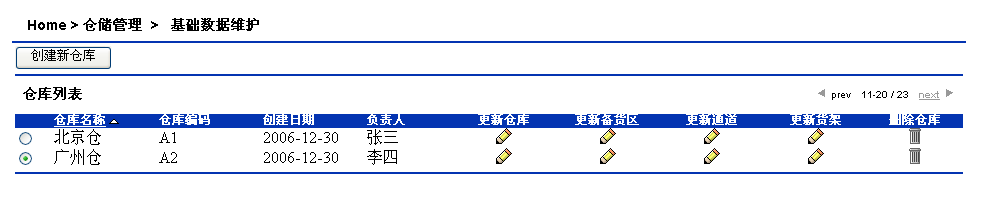 Home > 仓储管理 > 基础数据维护
创建新仓库
仓库列表 prev 11-20 / 23 next
仓库名称 仓库编码 创建日期 负责人 更新仓库 更新备货区 更新通道 更新货架 删除仓库
北京仓 A1 2006-12-30 张三
广州仓 A2 2006-12-30 李四